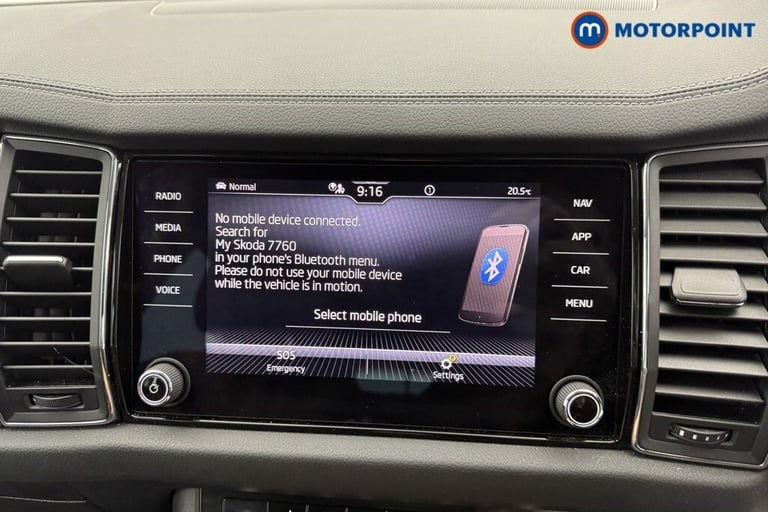 m MOTORPOINT
RADIO
MEDIA
PHONE
VOICE
Normal
9:16
1
20.5°C
No mobile device connected.
Search for
My Skoda 7760
in your phone's Bluetooth menu.
Please do not use your mobile device
while the vehicle is in motion.
Select mobile phone
SOS
Emergency
Settings
NAV
APP
CAR
MENU